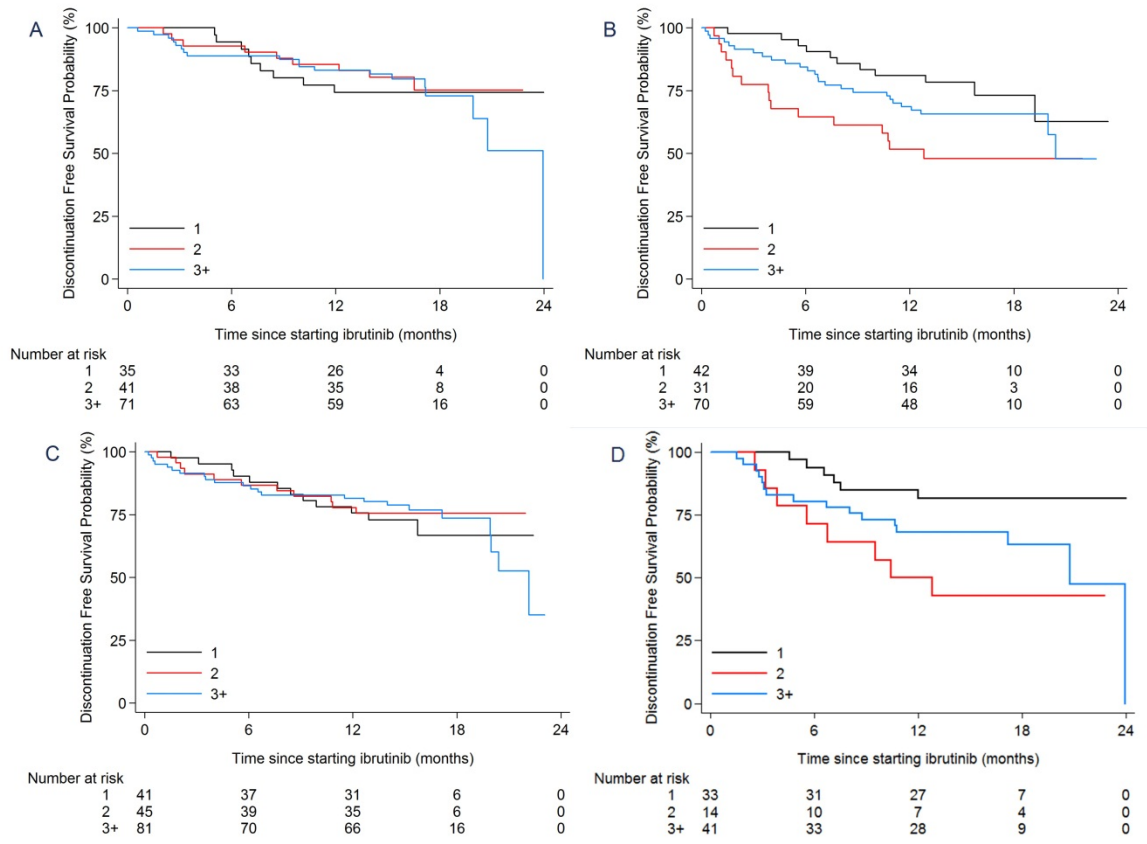 A
Discontinuation Free Survival Probability (%)
100
75
50
25
0
1
2
3+
0 6 12 18 24
Time since starting ibrutinib (months)
Number at risk
1 35 33 26 4 0
2 41 38 35 8 0
3+ 71 63 59 16 0
B
Discontinuation Free Survival Probability (%)
100
75
50
25
0
1
2
3+
0 6 12 18 24
Time since starting ibrutinib (months)
Number at risk
1 42 39 34 10 0
2 31 20 16 3 0
3+ 70 59 48 10 0
C
Discontinuation Free Survival Probability (%)
100
75
50
25
0
1
2
3+
0 6 12 18 24
Time since starting ibrutinib (months)
Number at risk
1 41 37 31 6 0
2 45 39 35 6 0
3+ 81 70 66 16 0
D
Discontinuation Free Survival Probability (%)
100
75
50
25
0
1
2
3+
0 6 12 18 24
Time since starting ibrutinib (months)
Number at risk
1 33 31 27 7 0
2 14 10 7 4 0
3+ 41 33 28 9 0